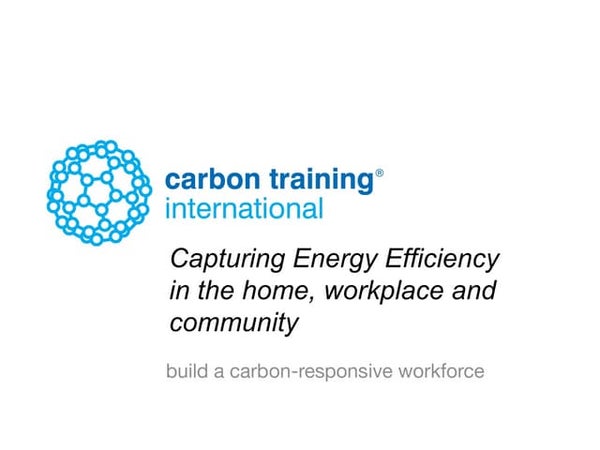 carbon training®
international
Capturing Energy Efficiency
in the home, workplace and
community
build a carbon-responsive workforce